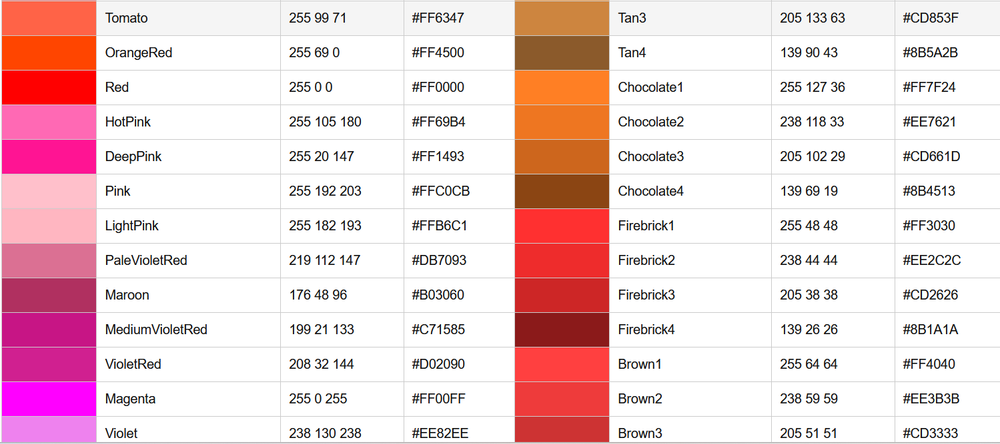 Tomato 255 99 71 #FF6347 Tan3 205 133 63 #CD853F
OrangeRed 255 69 0 #FF4500 Tan4 139 90 43 #8B5A2B
Red 255 0 0 #FF0000 Chocolate1 255 127 36 #FF7F24
HotPink 255 105 180 #FF69B4 Chocolate2 238 118 33 #EE7621
DeepPink 255 20 147 #FF1493 Chocolate3 205 102 29 #CD661D
Pink 255 192 203 #FFC0CB Chocolate4 139 69 19 #8B4513
LightPink 255 182 193 #FFB6C1 Firebrick1 255 48 48 #FF3030
PaleVioletRed 219 112 147 #DB7093 Firebrick2 238 44 44 #EE2C2C
Maroon 176 48 96 #B03060 Firebrick3 205 38 38 #CD2626
MediumVioletRed 199 21 133 #C71585 Firebrick4 139 26 26 #8B1A1A
VioletRed 208 32 144 #D02090 Brown1 255 64 64 #FF4040
Magenta 255 0 255 #FF00FF Brown2 238 59 59 #EE3B3B
Violet 238 130 238 #EE82EE Brown3 205 51 51 #CD3333